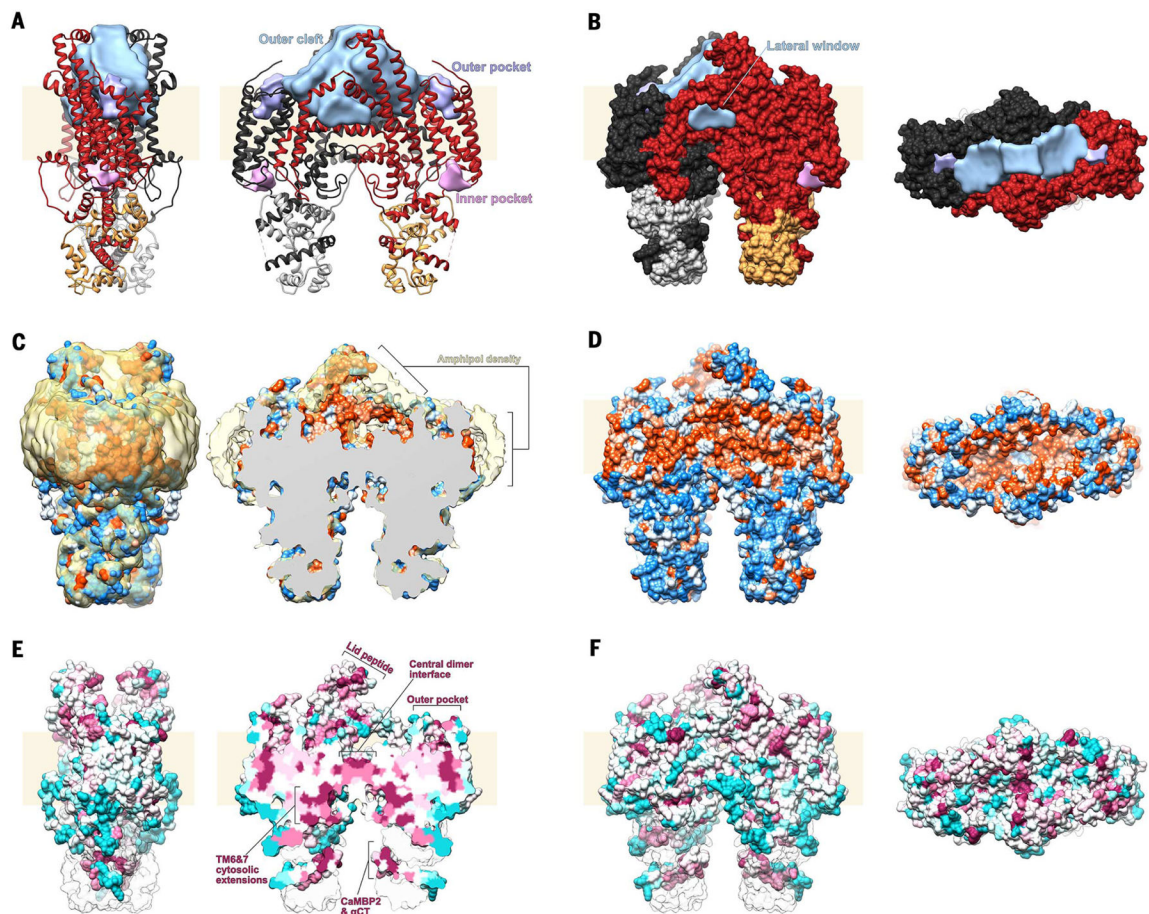 A
Outer cleft
Outer pocket
Inner pocket
B
Lateral window
C
Amphipol density
D
E
Lid peptide
Central dimer
interface
Outer pocket
TM6&7
cytosolic
extensions
CaMBP2
& αCT
F